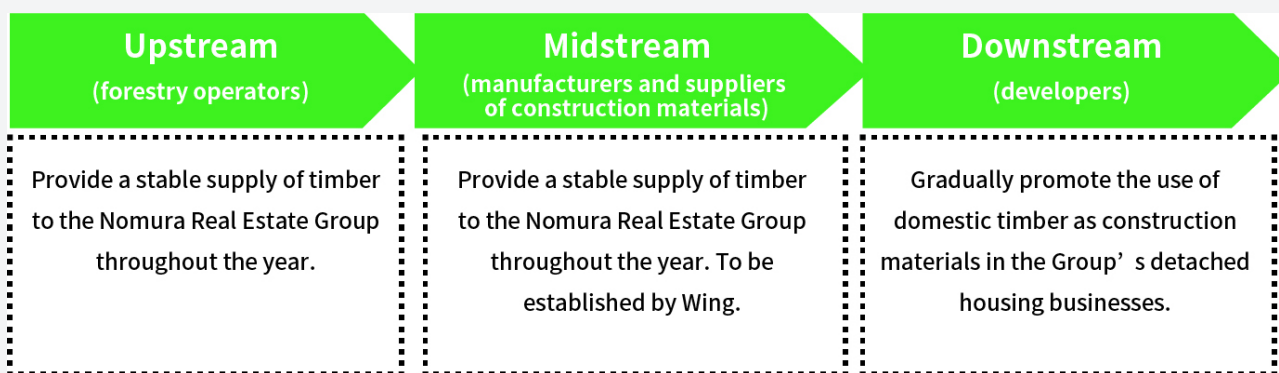 Upstream
(forestry operators)
Provide a stable supply of timber
to the Nomura Real Estate Group
throughout the year.
Midstream
(manufacturers and suppliers
of construction materials)
Provide a stable supply of timber
to the Nomura Real Estate Group
throughout the year. To be
established by Wing.
Downstream
(developers)
Gradually promote the use of
domestic timber as construction
materials in the Group’ s detached
housing businesses.